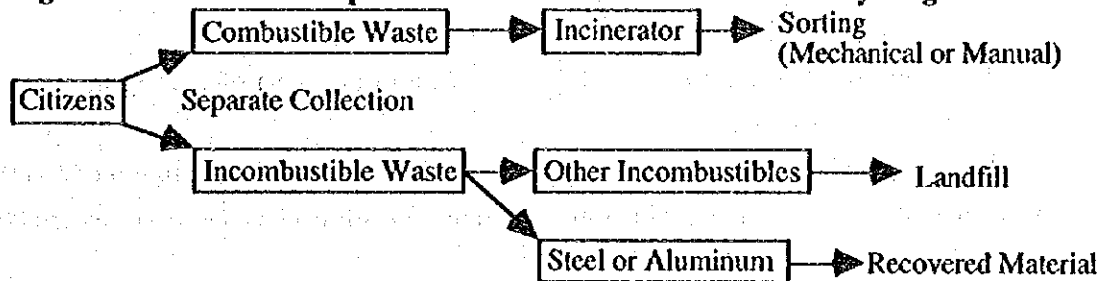 Combustible Waste
Incinerator
Sorting
(Mechanical or Manual)
Citizens
Separate Collection
Incombustible Waste
Other Incombustibles
Landfill
Steel or Aluminum
Recovered Material